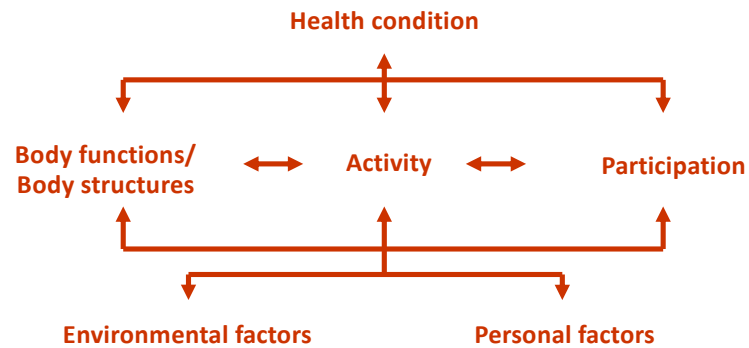 Health condition
Body functions/
Body structures
Activity
Participation
Environmental factors
Personal factors